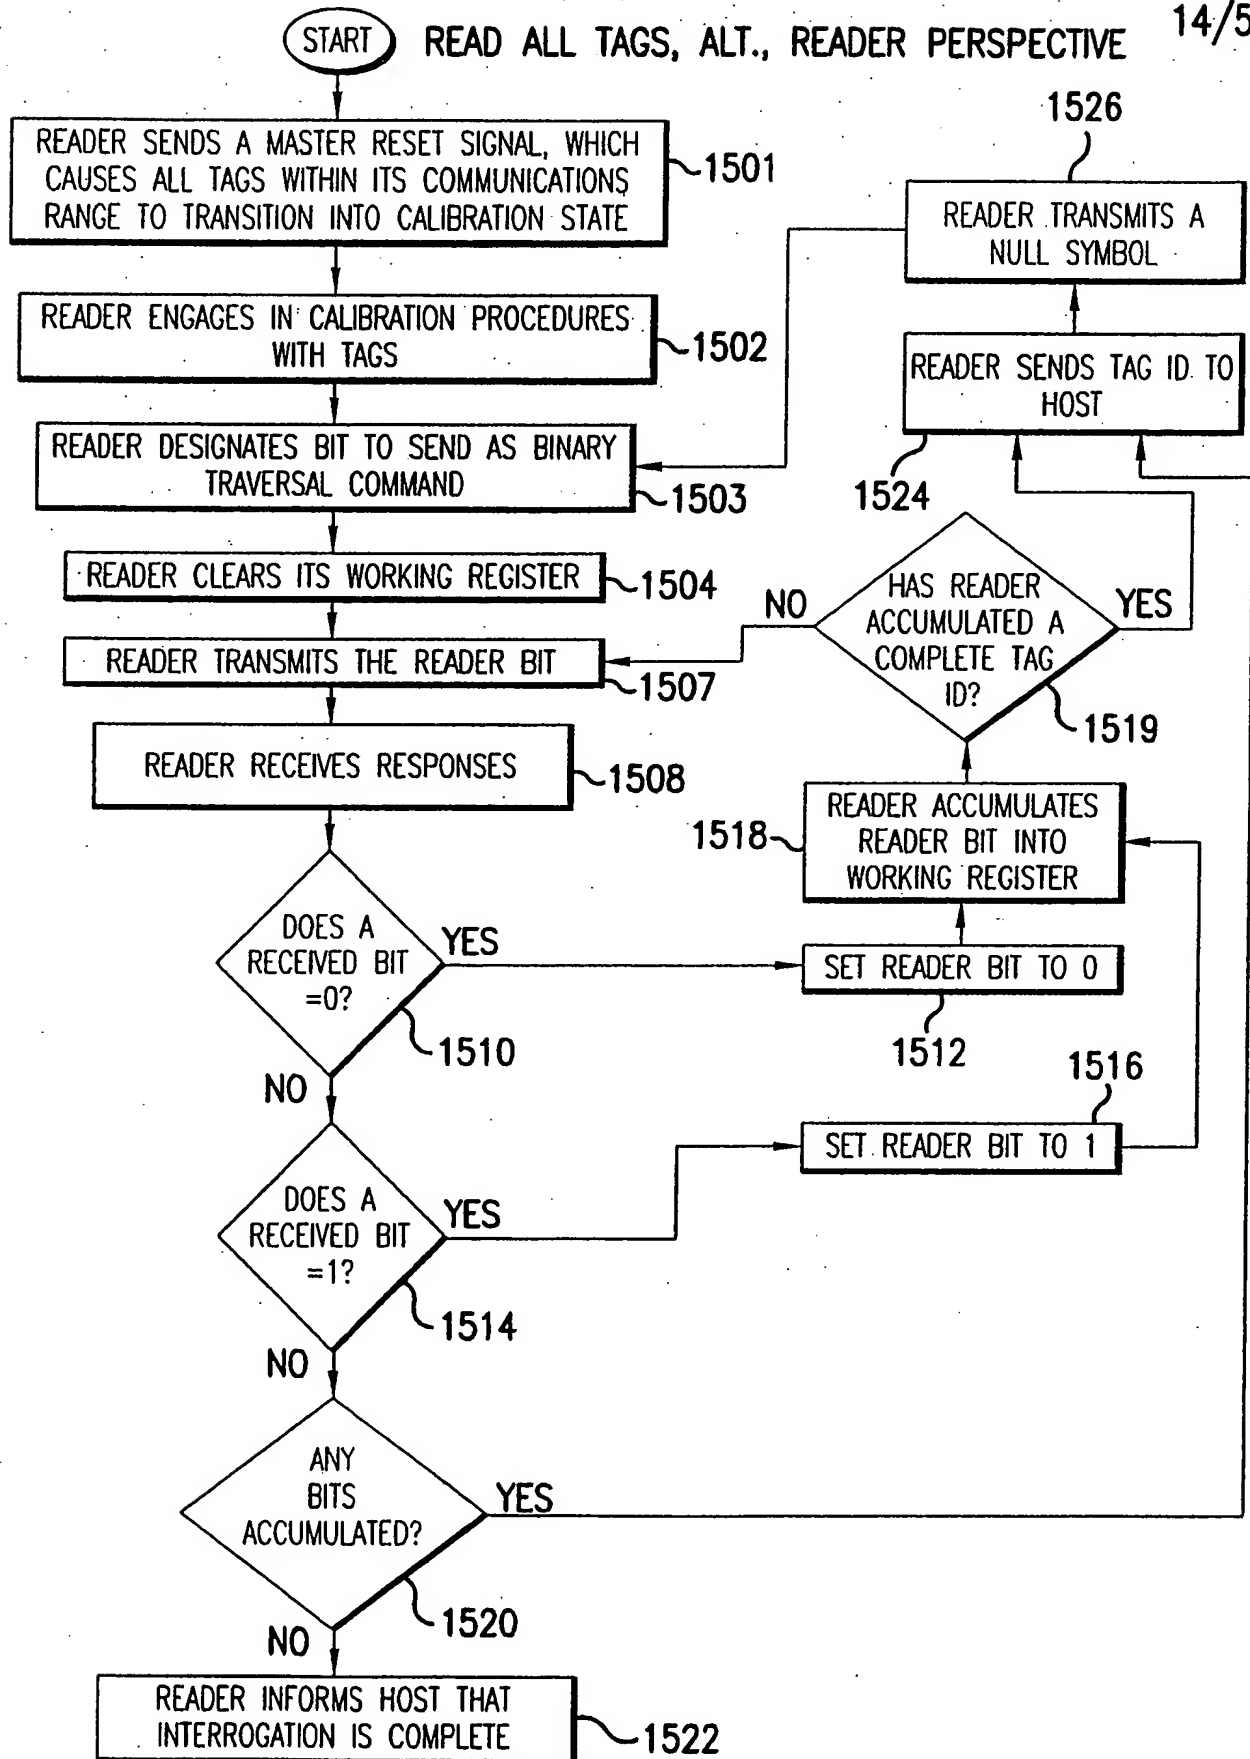 START
READ ALL TAGS, ALT., READER PERSPECTIVE
14/5
READER SENDS A MASTER RESET SIGNAL, WHICH
CAUSES ALL TAGS WITHIN ITS COMMUNICATIONS
RANGE TO TRANSITION INTO CALIBRATION STATE
1501
READER ENGAGES IN CALIBRATION PROCEDURES
WITH TAGS
1502
READER DESIGNATES BIT TO SEND AS BINARY
TRAVERSAL COMMAND
1503
READER CLEARS ITS WORKING REGISTER
1504
READER TRANSMITS THE READER BIT
1507
READER RECEIVES RESPONSES
1508
DOES A
RECEIVED BIT
=0?
YES
1510
NO
DOES A
RECEIVED BIT
=1?
YES
1514
NO
ANY
BITS
ACCUMULATED?
YES
1520
NO
READER INFORMS HOST THAT
INTERROGATION IS COMPLETE
1522
1526
READER TRANSMITS A
NULL SYMBOL
READER SENDS TAG ID TO
HOST
1524
HAS READER
ACCUMULATED A
COMPLETE TAG
ID?
NO
YES
1519
READER ACCUMULATES
READER BIT INTO
WORKING REGISTER
1518
SET READER BIT TO 0
1512
1516
SET READER BIT TO 1